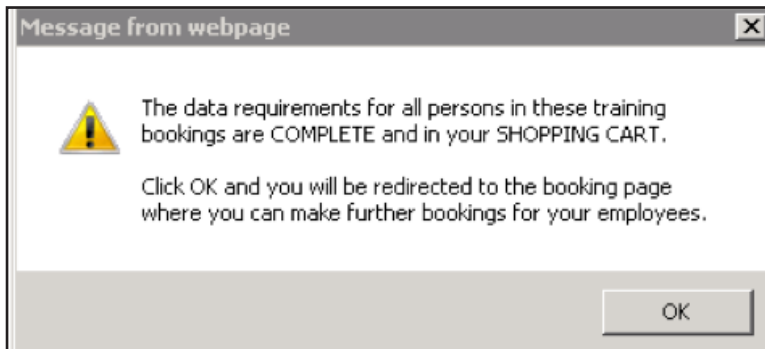 Message from webpage
The data requirements for all persons in these training
bookings are COMPLETE and in your SHOPPING CART.
Click OK and you will be redirected to the booking page
where you can make further bookings for your employees.
OK